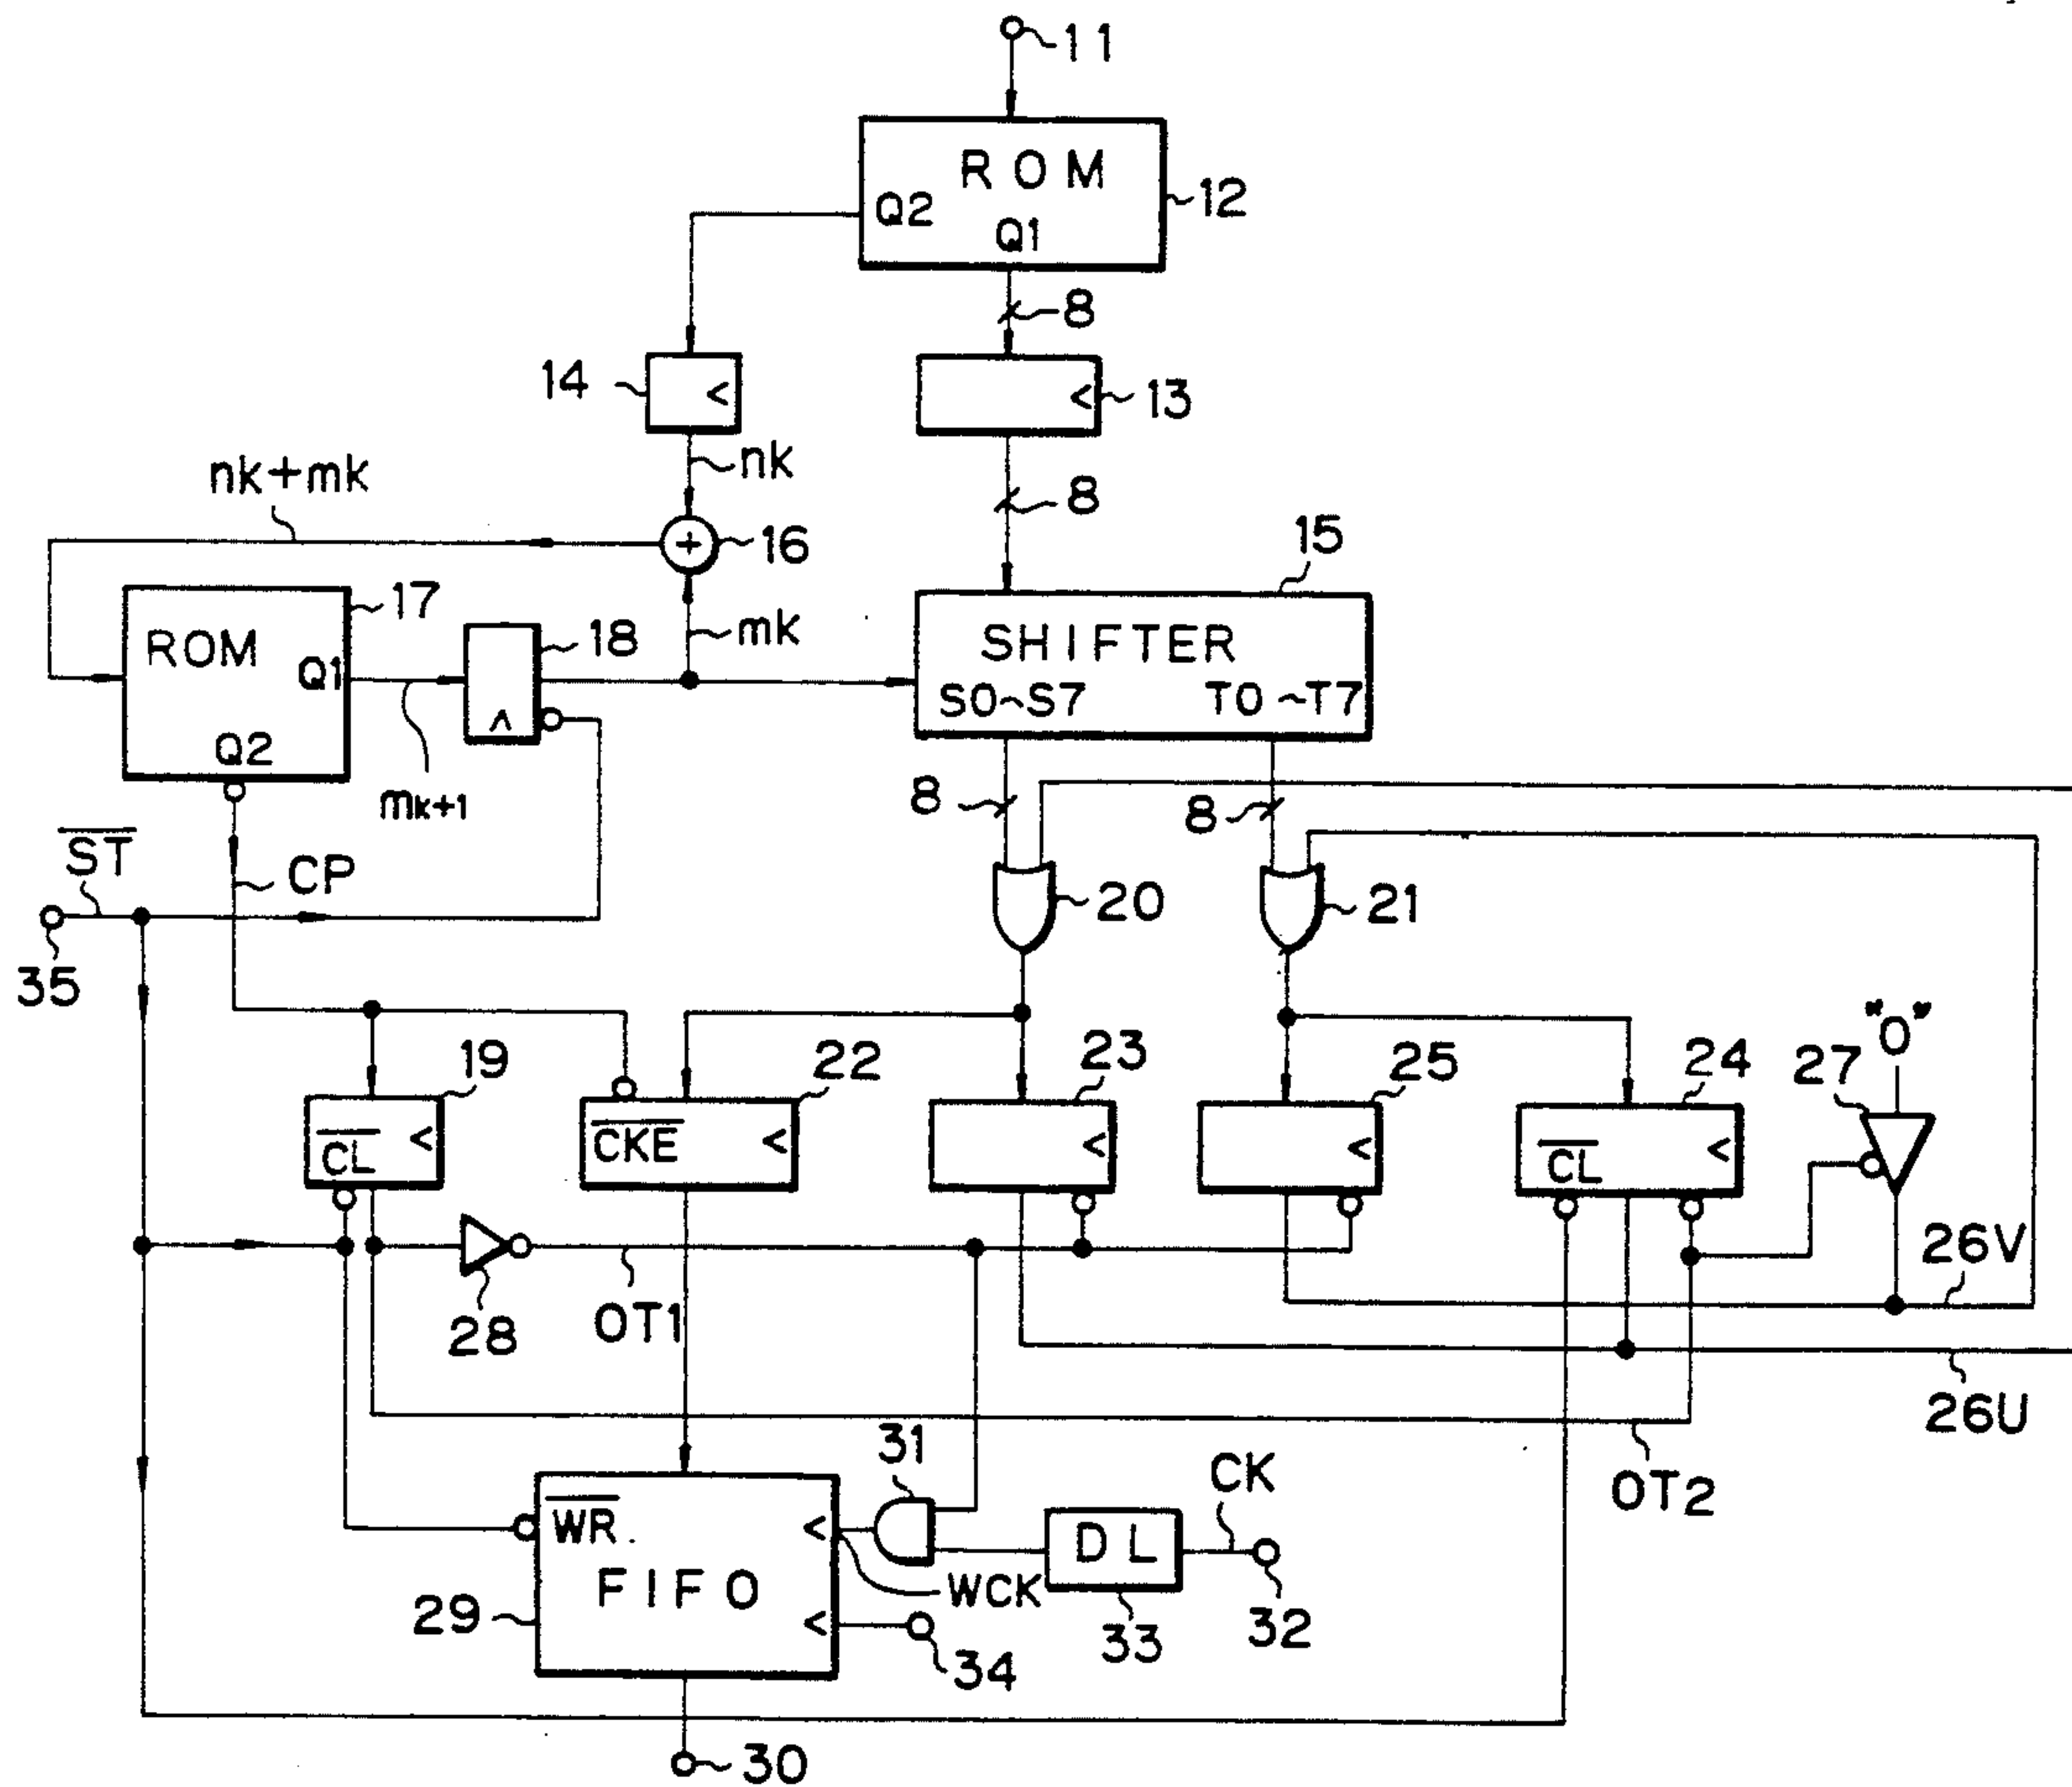 11
ROM
12
Q2
Q1
8
14
<
<
13
nk
nk+mk
8
+
16
15
17
18
mk
ROM
Q1
SHIFTER
S0~S7
T0~T7
Q2
mk+1
8
8
ST
CP
20
21
35
"0"
19
22
23
25
24
27
CL
<
CKE
<
<
<
CL
<
26V
28
OT1
26U
31
CK
OT2
WR
<
DL
FIFO
WCK
29
<
33
32
34
30